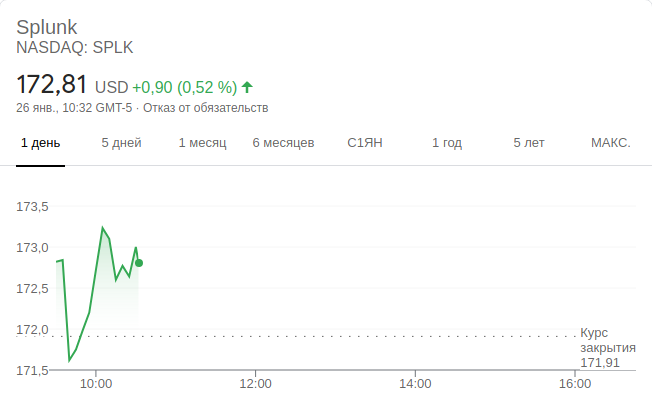 Splunk
NASDAQ: SPLK
172,81 USD +0,90 (0,52 %)
26 янв., 10:32 GMT-5 · Отказ от обязательств
1 день 5 дней 1 месяц 6 месяцев С1ЯН 1 год 5 лет МАКС.
173,5
173,0
172,5
172,0
171,5
Курс
закрытия
171,91
10:00 12:00 14:00 16:00